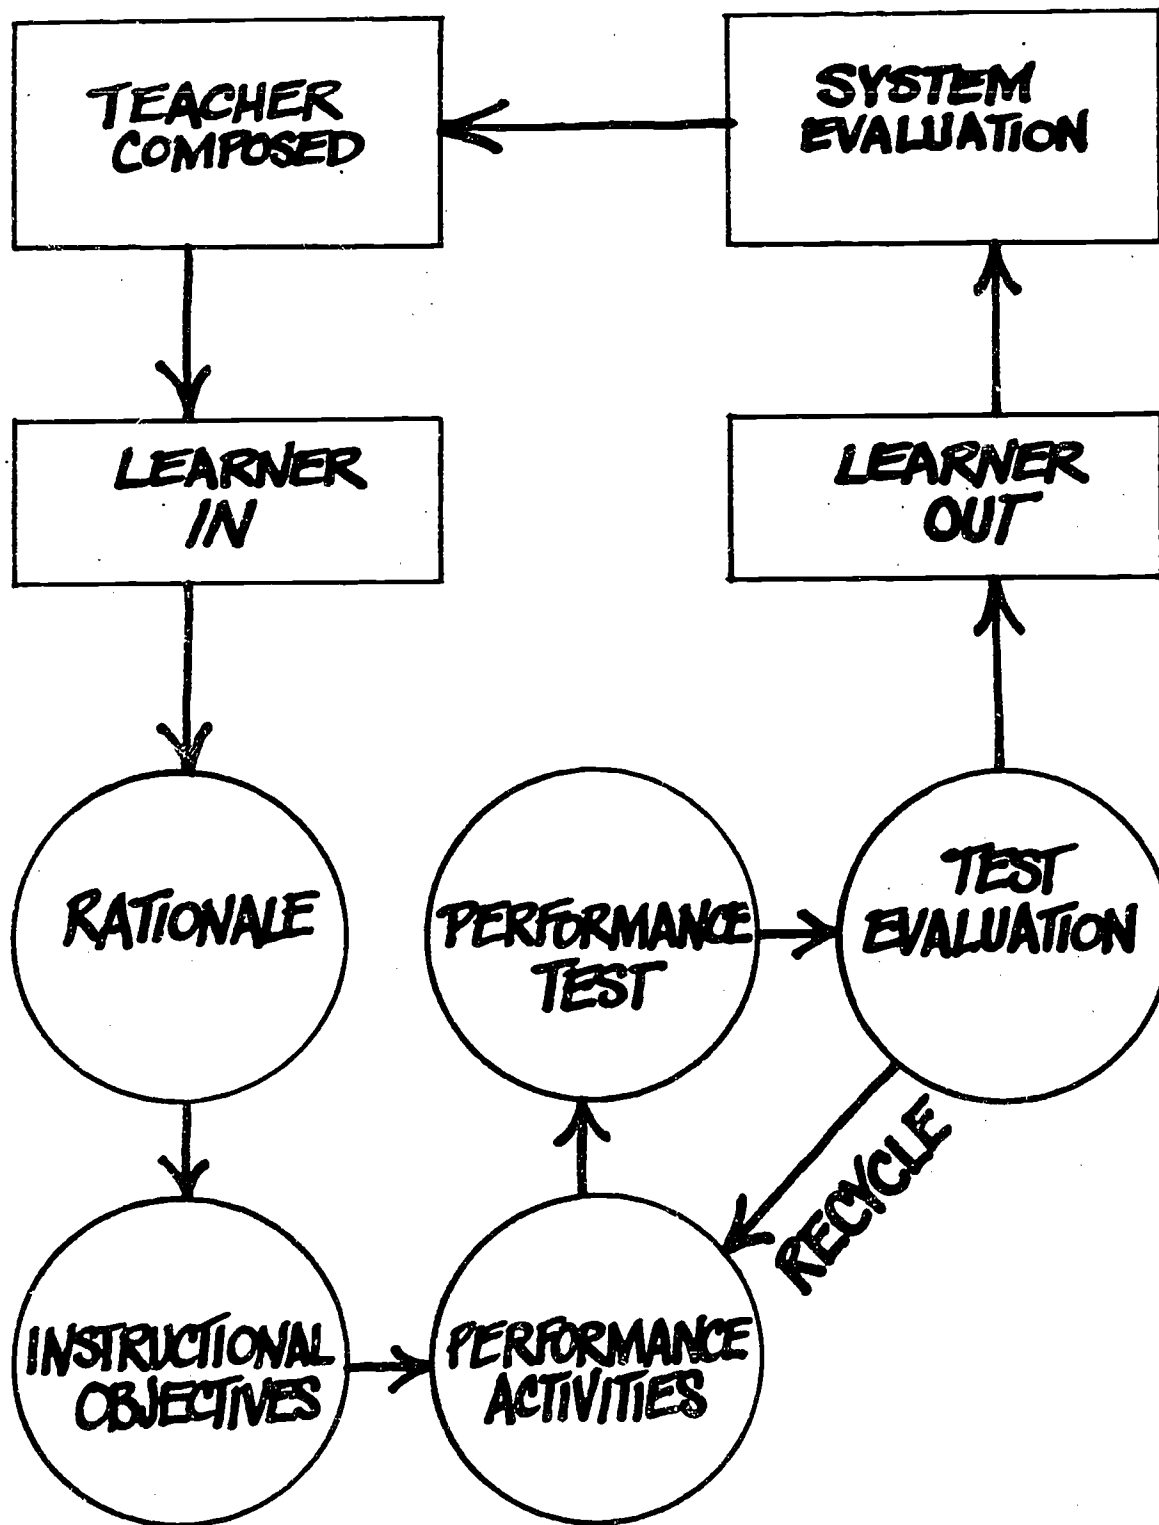 TEACHER
COMPOSED
SYSTEM
EVALUATION
LEARNER
IN
LEARNER
OUT
RATIONALE
PERFORMANCE
TEST
TEST
EVALUATION
RECYCLE
INSTRUCTIONAL
OBJECTIVES
PERFORMANCE
ACTIVITIES